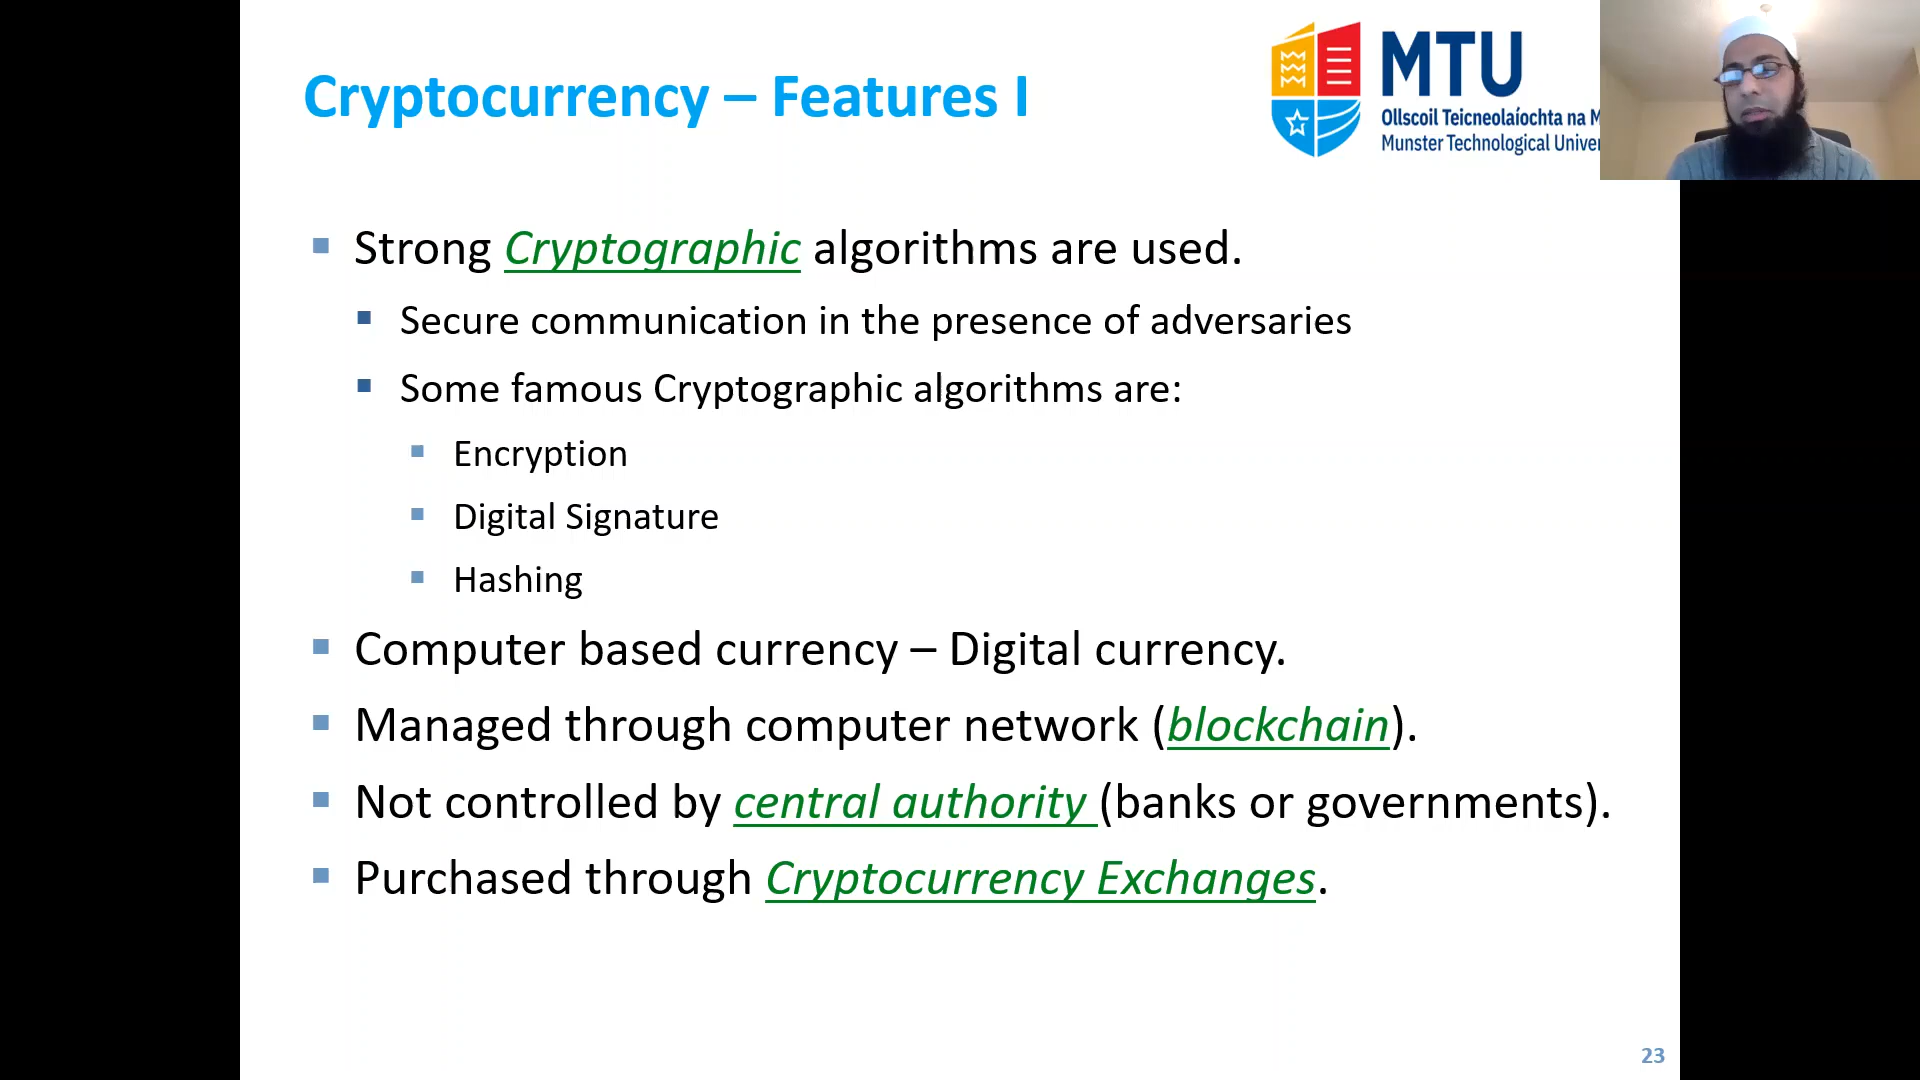 Cryptocurrency – Features I
MTU
Ollscoil Teicneolaíochta na
Munster Technological
Strong Cryptographic algorithms are used.
Secure communication in the presence of adversaries
Some famous Cryptographic algorithms are:
Encryption
Digital Signature
Hashing
Computer based currency – Digital currency.
Managed through computer network (blockchain).
Not controlled by central authority (banks or governments).
Purchased through Cryptocurrency Exchanges.
23